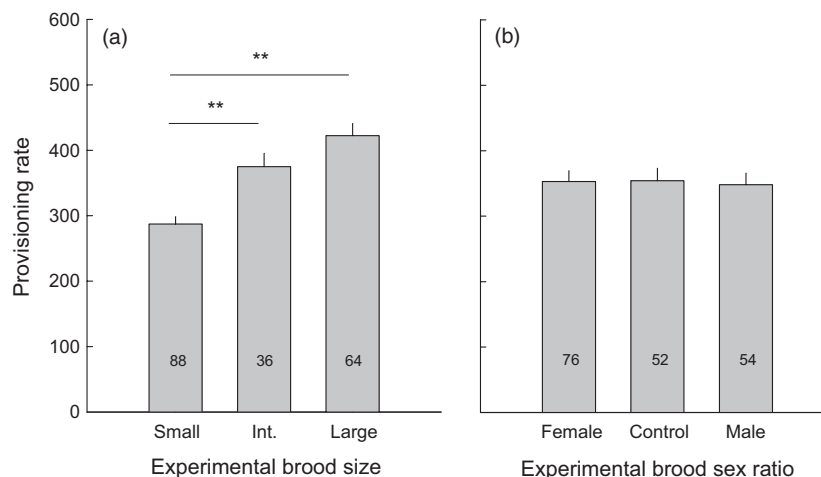 600
500
400
300
200
100
0
Provisioning rate
(a)
**
**
88
36
64
Small Int. Large
Experimental brood size
(b)
76
52
54
Female Control Male
Experimental brood sex ratio